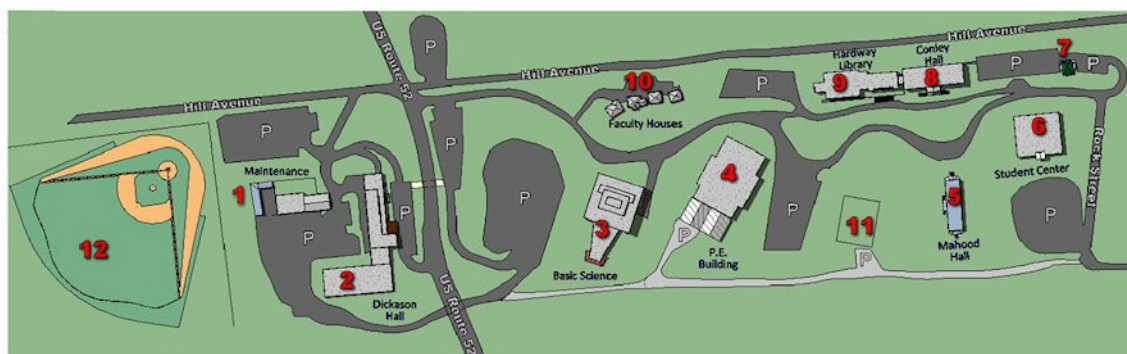 Hill Avenue
7
P
US Route 52
Hardway
Library
Conley
Hall
P
P
10
Hill Avenue
P
9
8
Hill Avenue
P
P
Faculty Houses
6
Rock Street
Maintenance
4
Student Center
1
P
P
P
5
P
P
11
12
3
Mahood
Hall
P
P
2
P.E.
Building
Basic Science
US Route 52
Dickason
Hall